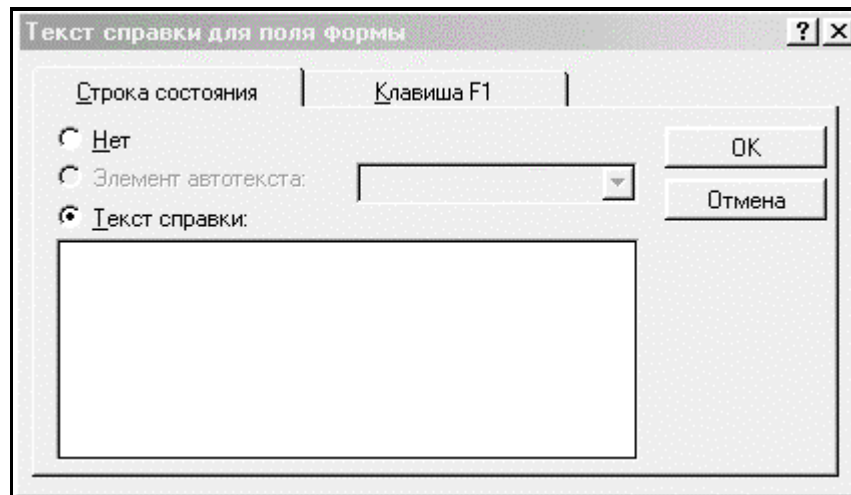 Текст справки для поля формы
Строка состояния
Клавиша F1
Нет
OK
Элемент автотекста:
Отмена
Текст справки: